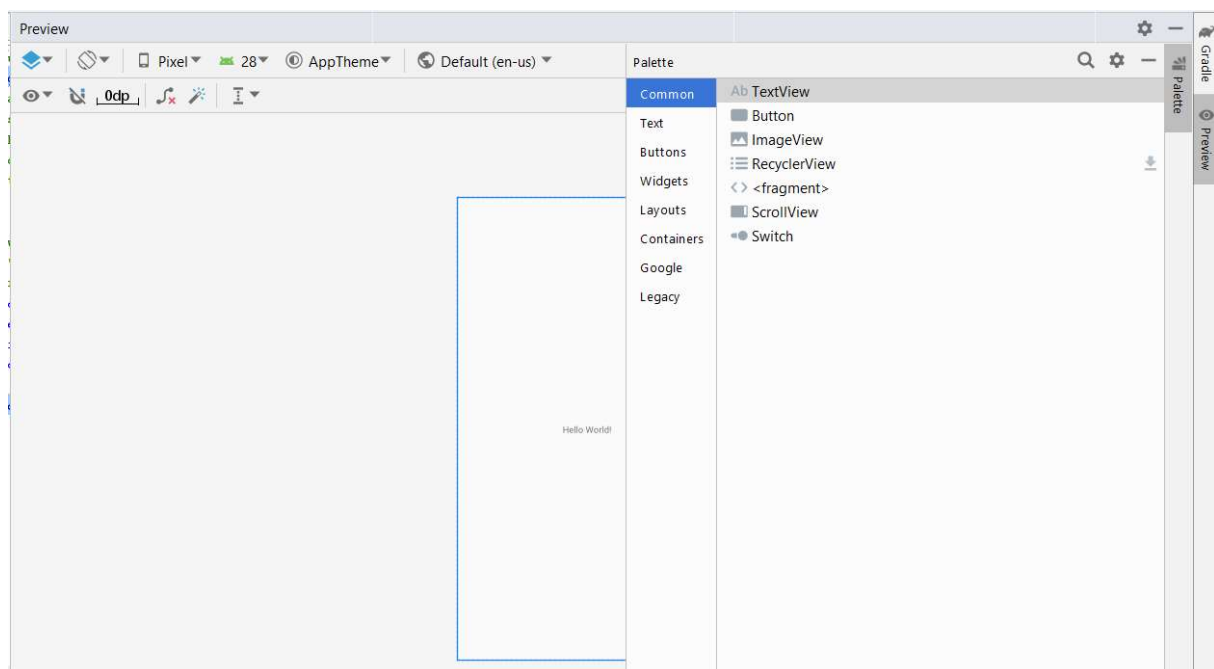 Preview
Pixel 28 AppTheme Default (en-us)
0dp
Palette
Common
Text
Buttons
Widgets
Layouts
Containers
Google
Legacy
Ab TextView
Button
ImageView
RecyclerView
<fragment>
ScrollView
Switch
Hello World!
Palette
Gradle
Preview